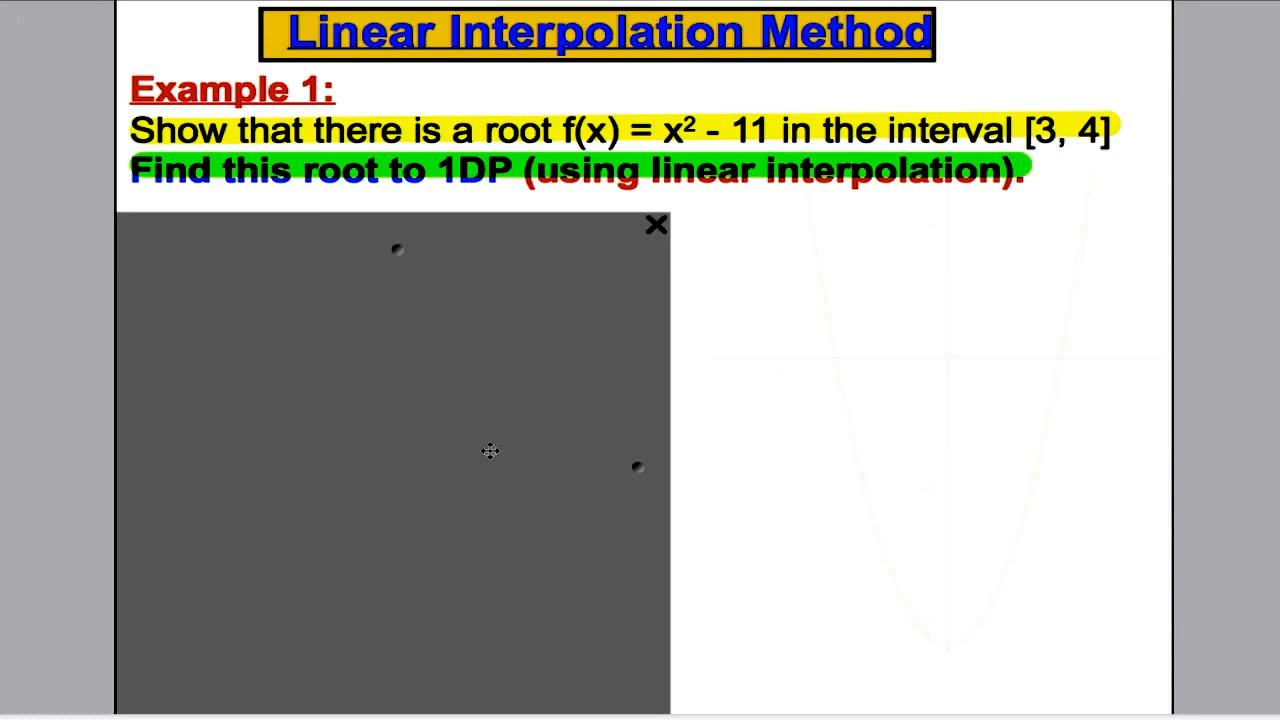 Linear Interpolation Method
Example 1:
Show that there is a root f(x) = x² - 11 in the interval [3, 4]
Find this root to 1DP (using linear interpolation).